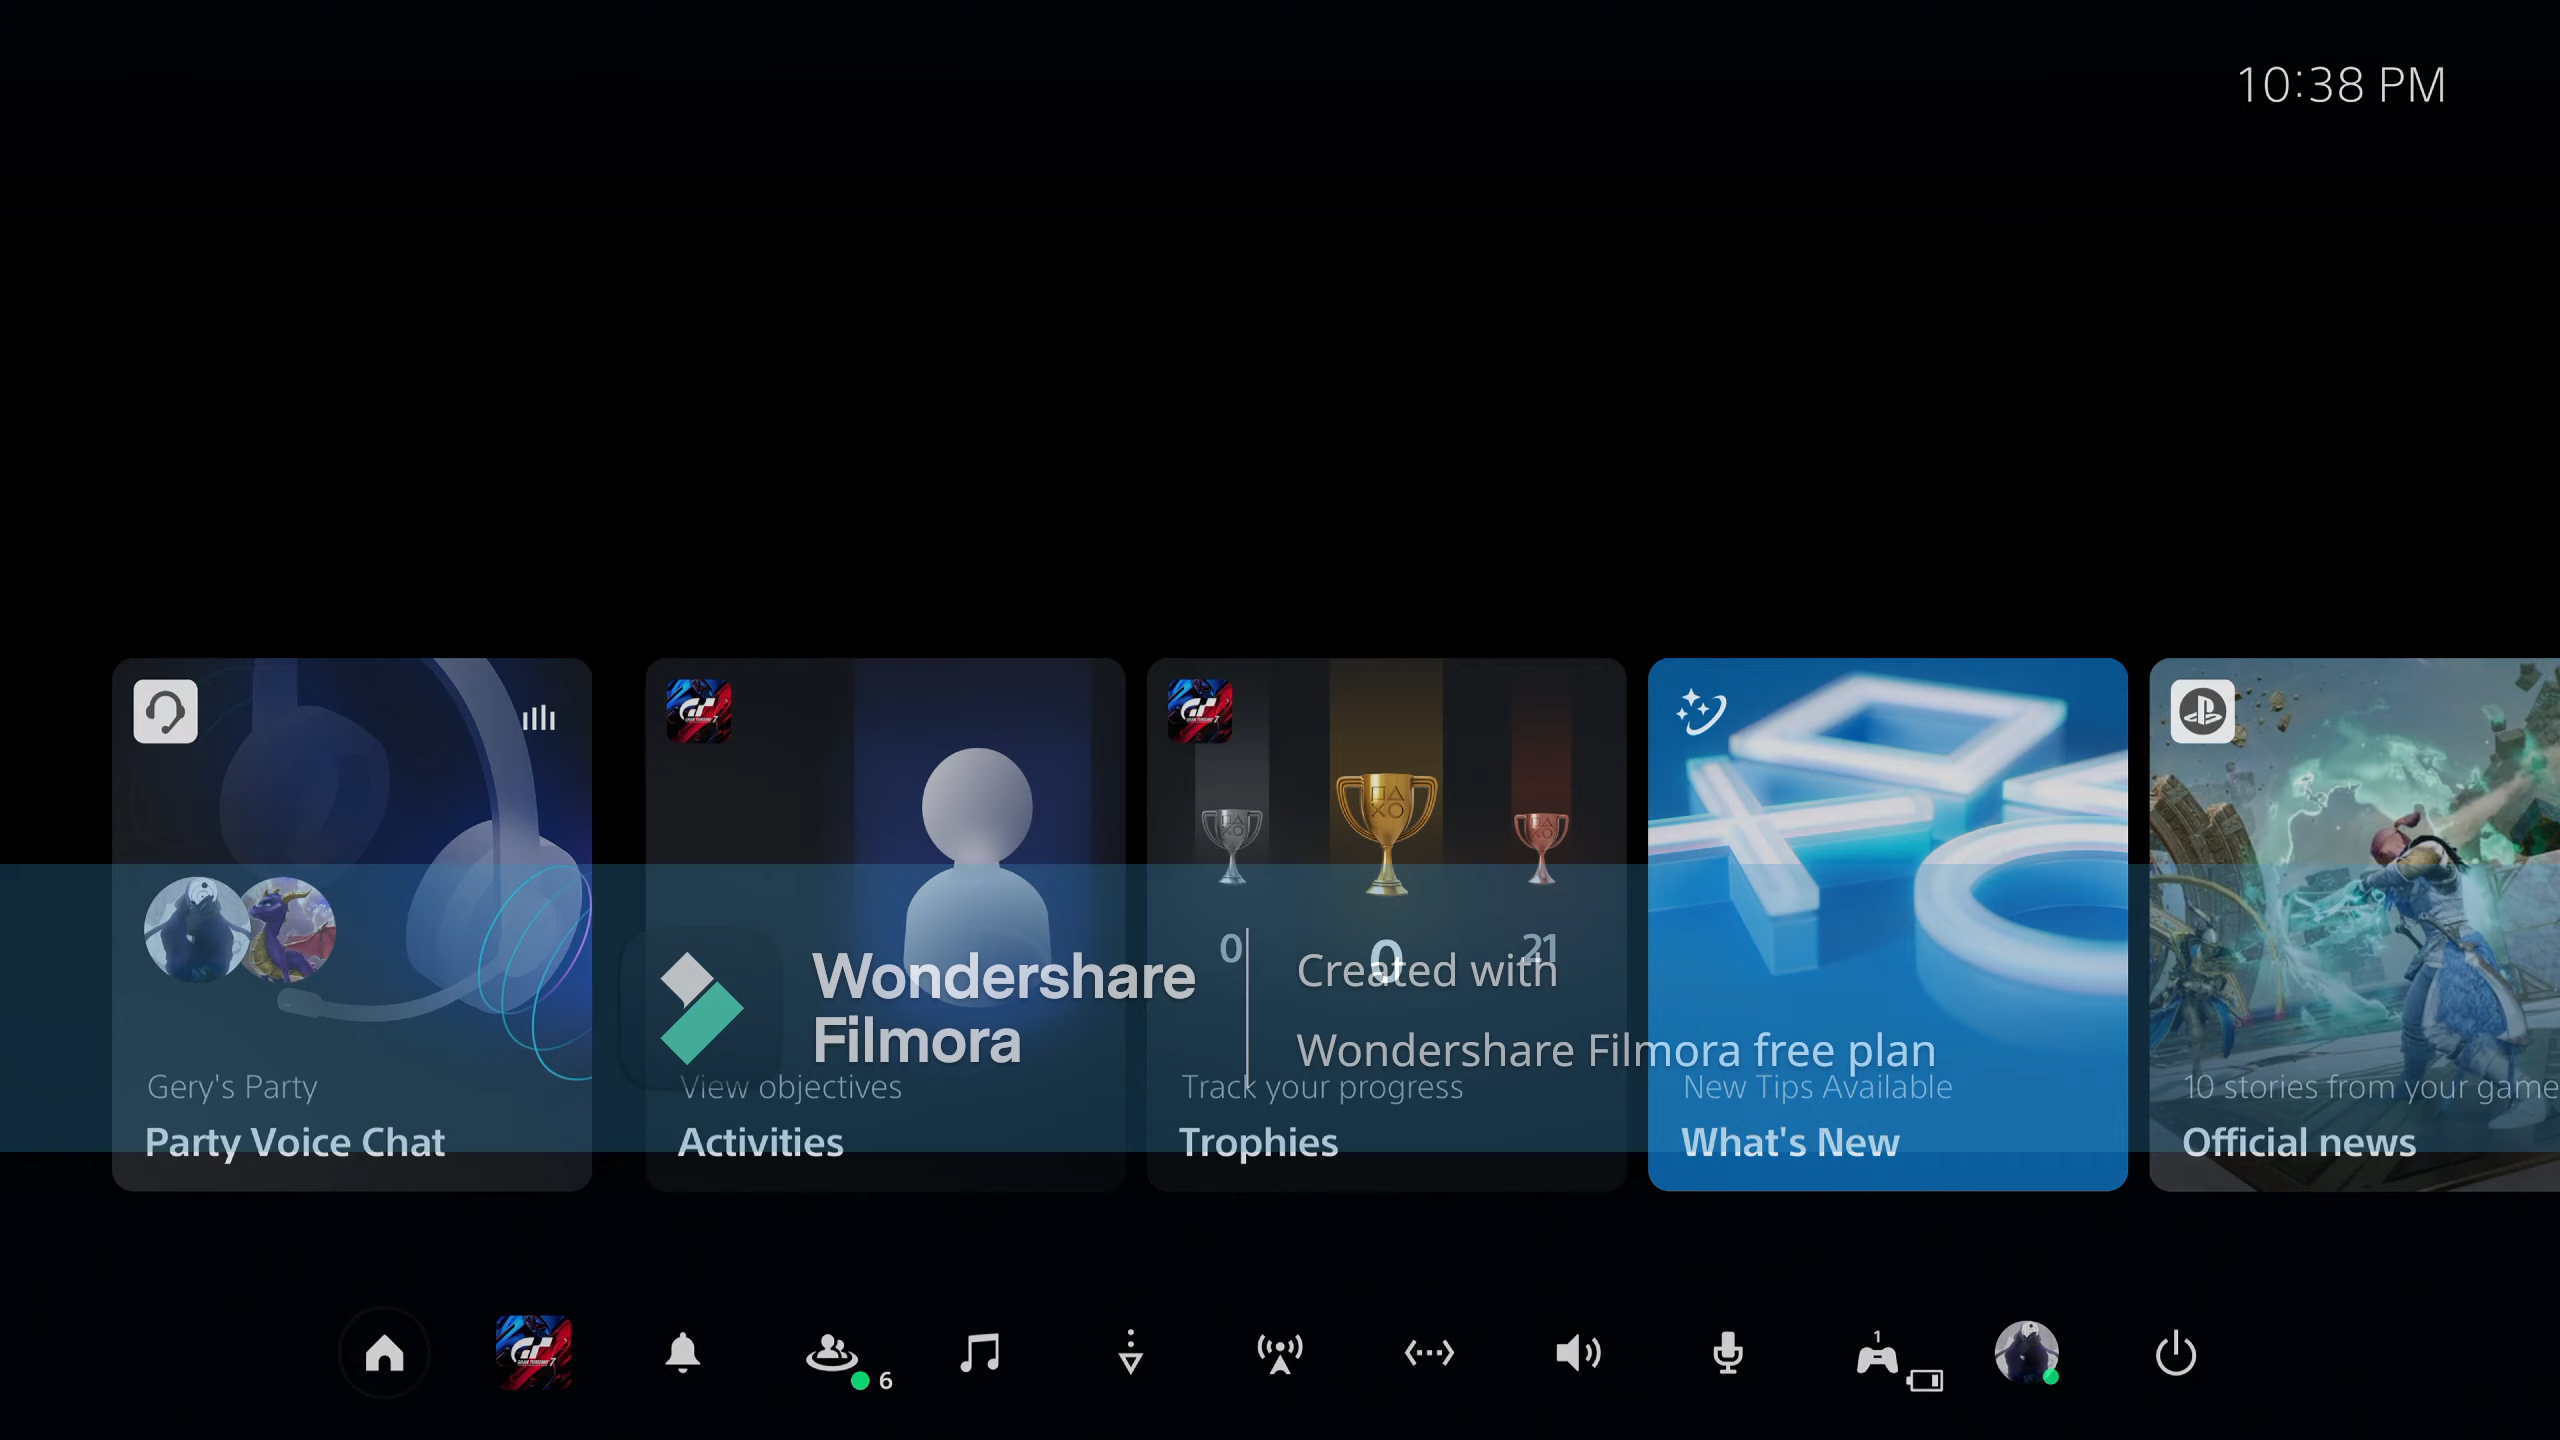 10:38 PM
0
0
21
Wondershare
Filmora
Created with
Wondershare Filmora free plan
Gery's Party
Party Voice Chat
View objectives
Activities
Track your progress
Trophies
New Tips Available
What's New
10 stories from your game
Official news
6
1